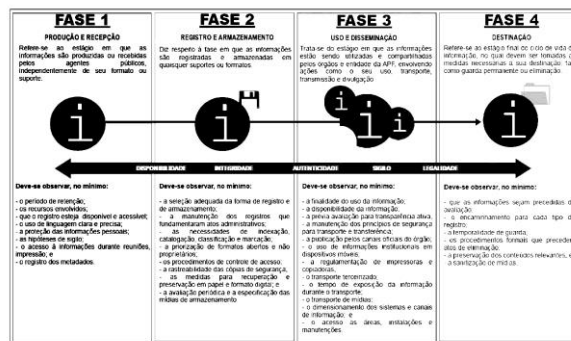 FASE 1
PRODUÇÃO E RECEPÇÃO
Refere-se ao estágio em que as
informações são produzidas ou recebidas
pelos agentes públicos,
independentemente de seu formato ou
suporte.
FASE 2
REGISTRO E ARMAZENAMENTO
Diz respeito à fase em que as informações
são registradas e armazenadas em
quaisquer suportes ou formatos.
FASE 3
USO E DISSEMINAÇÃO
Trata-se do estágio em que as informações
estão sendo utilizadas e compartilhadas
pelos órgãos e entidade da APF, envolvendo
ações como o seu uso, transporte,
transmissão e divulgação.
FASE 4
DESTINAÇÃO
Refere-se ao estágio final do ciclo de vida da
informação, no qual devem ser tomadas as
medidas necessárias a sua destinação,
como guarda permanente ou eliminação.
DISPONIBILIDADE INTEGRIDADE AUTENTICIDADE SIGILO LEGALIDADE
Deve-se observar, no mínimo:
- o período de retenção;
- os recursos envolvidos;
- que o registro esteja disponível e acessível;
- o uso de linguagem clara e precisa;
- a proteção das informações pessoais;
- as hipóteses de sigilo;
- o acesso à informações durante reuniões,
impressão; e
- o registro dos metadados.
Deve-se observar, no mínimo:
- a seleção adequada da forma de registro e
de armazenamento;
- a manutenção dos registros que
fundamentaram atos administrativos;
- as necessidades de indexação,
catalogação, classificação e marcação;
- a priorização de formatos abertos e não
proprietários;
- os procedimentos de controle de acesso;
- a rastreabilidade das cópias de segurança,
- as medidas para recuperação e
preservação em papel e formato digital; e
- a avaliação periódica e a especificação das
mídias de armazenamento
Deve-se observar, no mínimo:
- a finalidade do uso da informação;
- a disponibilidade da informação;
- a prévia avaliação para transparência ativa;
- a manutenção dos princípios de segurança
para transporte e transferência;
- a publicação pelos canais oficiais do órgão;
- o uso de informações institucionais em
dispositivos móveis;
- a regulamentação de impressoras e
copiadoras,
- o transporte terceirizado;
- o tempo de exposição da informação
durante o transporte;
- o transporte de mídias;
- o dimensionamento dos sistemas e canais
de informação; e
- o acesso as áreas, instalações e
manutenções
Deve-se observar, no mínimo:
- que as informações sejam precedidas de
avaliação;
- o encaminhamento para cada tipo de
registro;
- a temporalidade de guarda;
- os procedimentos formais que precedem
atos de eliminação;
- a preservação dos conteúdos relevantes, e
- a sanitização de mídias.